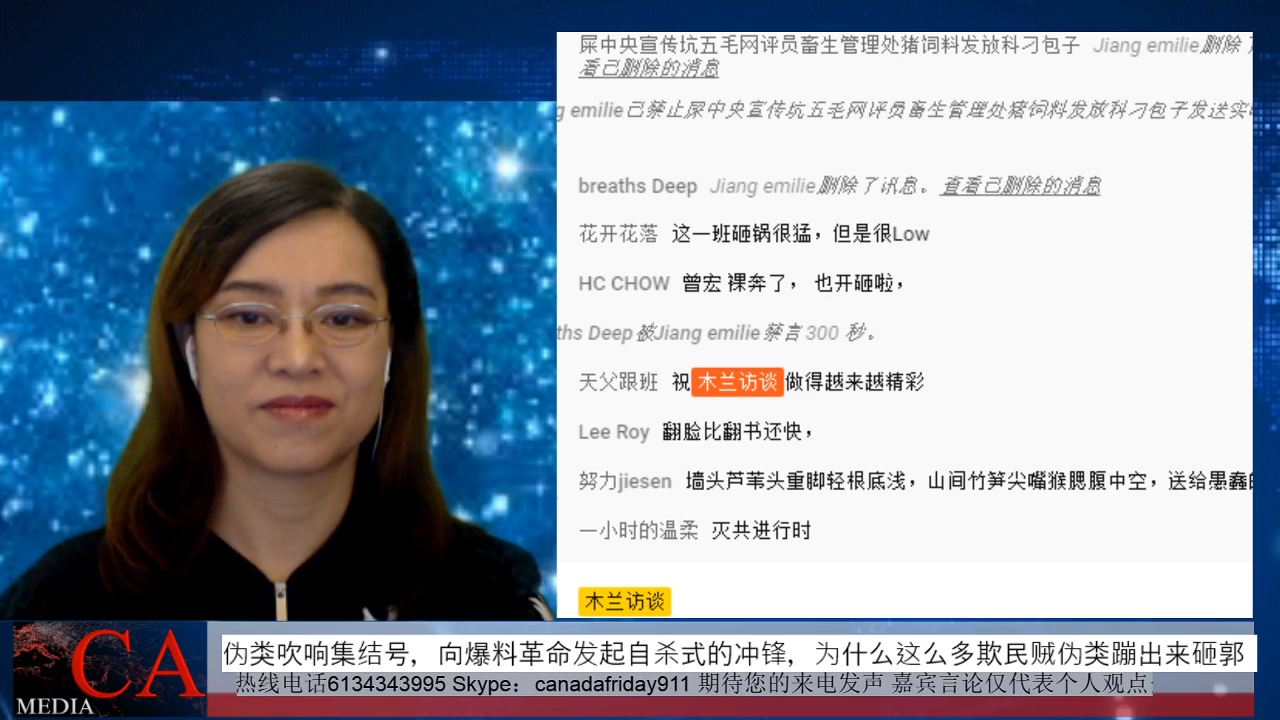 屎中央宣传坑五毛网评员畜生管理处猪饲料发放科刁包子 Jiang emilie删除
看已删除的消息
g emilie已禁止屎中央宣传坑五毛网评员畜生管理处猪饲料发放科刁包子发送实
breaths Deep Jiang emilie删除了讯息。查看已删除的消息
花开花落 这一班砸锅很猛，但是很Low
HC CHOW 曾宏 裸奔了， 也开砸啦，
ths Deep被Jiang emilie禁言300 秒。
天父跟班 祝木兰访谈做得越来越精彩
Lee Roy 翻脸比翻书还快，
努力jiesen 墙头芦苇头重脚轻根底浅，山间竹笋尖嘴猴腮腹中空，送给愚蠢
一小时的温柔 灭共进行时
木兰访谈
CA
MEDIA
伪类吹响集结号，向爆料革命发起自杀式的冲锋，为什么这么多欺民贼伪类蹦出来砸郭
热线电话6134343995 Skype：canadafriday911 期待您的来电发声 嘉宾言论仅代表个人观点